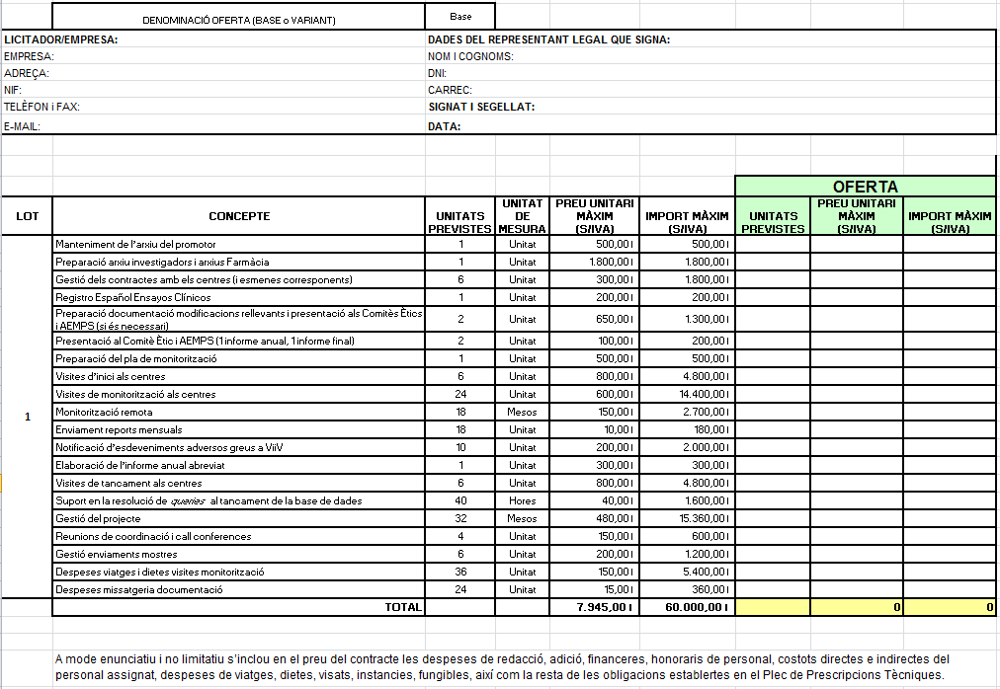 DENOMINACIÓ OFERTA (BASE o VARIANT) Base
LICITADOR/EMPRESA: DADES DEL REPRESENTANT LEGAL QUE SIGNA:
EMPRESA: NOM I COGNOMS:
ADREÇA: DNI:
NIF: CARREC:
TELÈFON i FAX: SIGNAT I SEGELLAT:
E-MAIL: DATA:
OFERTA
LOT CONCEPTE UNITATS PREVISTES UNITAT DE MESURA PREU UNITARI MÀXIM (S/IVA) IMPORT MÀXIM (S/IVA) UNITATS PREVISTES PREU UNITARI MÀXIM (S/IVA) IMPORT MÀXIM (S/IVA)
1
Manteniment de l'arxiu del promotor 1 Unitat 500,00 ı 500,00 ı
Preparació arxiu investigadors i arxius Farmàcia 1 Unitat 1.800,00 ı 1.800,00 ı
Gestió dels contractes amb els centres (i esmenes corresponents) 6 Unitat 300,00 ı 1.800,00 ı
Registro Español Ensayos Clínicos 1 Unitat 200,00 ı 200,00 ı
Preparació documentació modificacions rellevants i presentació als Comitès Ètics
i AEMPS (si és necessari) 2 Unitat 650,00 ı 1.300,00 ı
Presentació al Comitè Ètic i AEMPS (1 informe anual, 1 informe final) 2 Unitat 100,00 ı 200,00 ı
Preparació del pla de monitorització 1 Unitat 500,00 ı 500,00 ı
Visites d'inici als centres 6 Unitat 800,00 ı 4.800,00 ı
Visites de monitorització als centres 24 Unitat 600,00 ı 14.400,00 ı
Monitorització remota 18 Mesos 150,00 ı 2.700,00 ı
Enviament reports mensuals 18 Unitat 10,00 ı 180,00 ı
Notificació d'esdeveniments adversos greus a ViiV 10 Unitat 200,00 ı 2.000,00 ı
Elaboració de l'informe anual abreviat 1 Unitat 300,00 ı 300,00 ı
Visites de tancament als centres 6 Unitat 800,00 ı 4.800,00 ı
Suport en la resolució de queries al tancament de la base de dades 40 Hores 40,00 ı 1.600,00 ı
Gestió del projecte 32 Mesos 480,00 ı 15.360,00 ı
Reunions de coordinació i call conferences 4 Unitat 150,00 ı 600,00 ı
Gestió enviaments mostres 6 Unitat 200,00 ı 1.200,00 ı
Despeses viatges i dietes visites monitorització 36 Unitat 150,00 ı 5.400,00 ı
Despeses missatgeria documentació 24 Unitat 15,00 ı 360,00 ı
TOTAL 7.945,00 ı 60.000,00 ı 0 0
A mode enunciatiu i no limitatiu s'inclou en el preu del contracte les despeses de redacció, adició, financeres, honoraris de personal, costots directes e indirectes del
personal assignat, despeses de viatges, dietes, visats, instancies, fungibles, així com la resta de les obligacions establertes en el Plec de Prescripcions Tècniques.